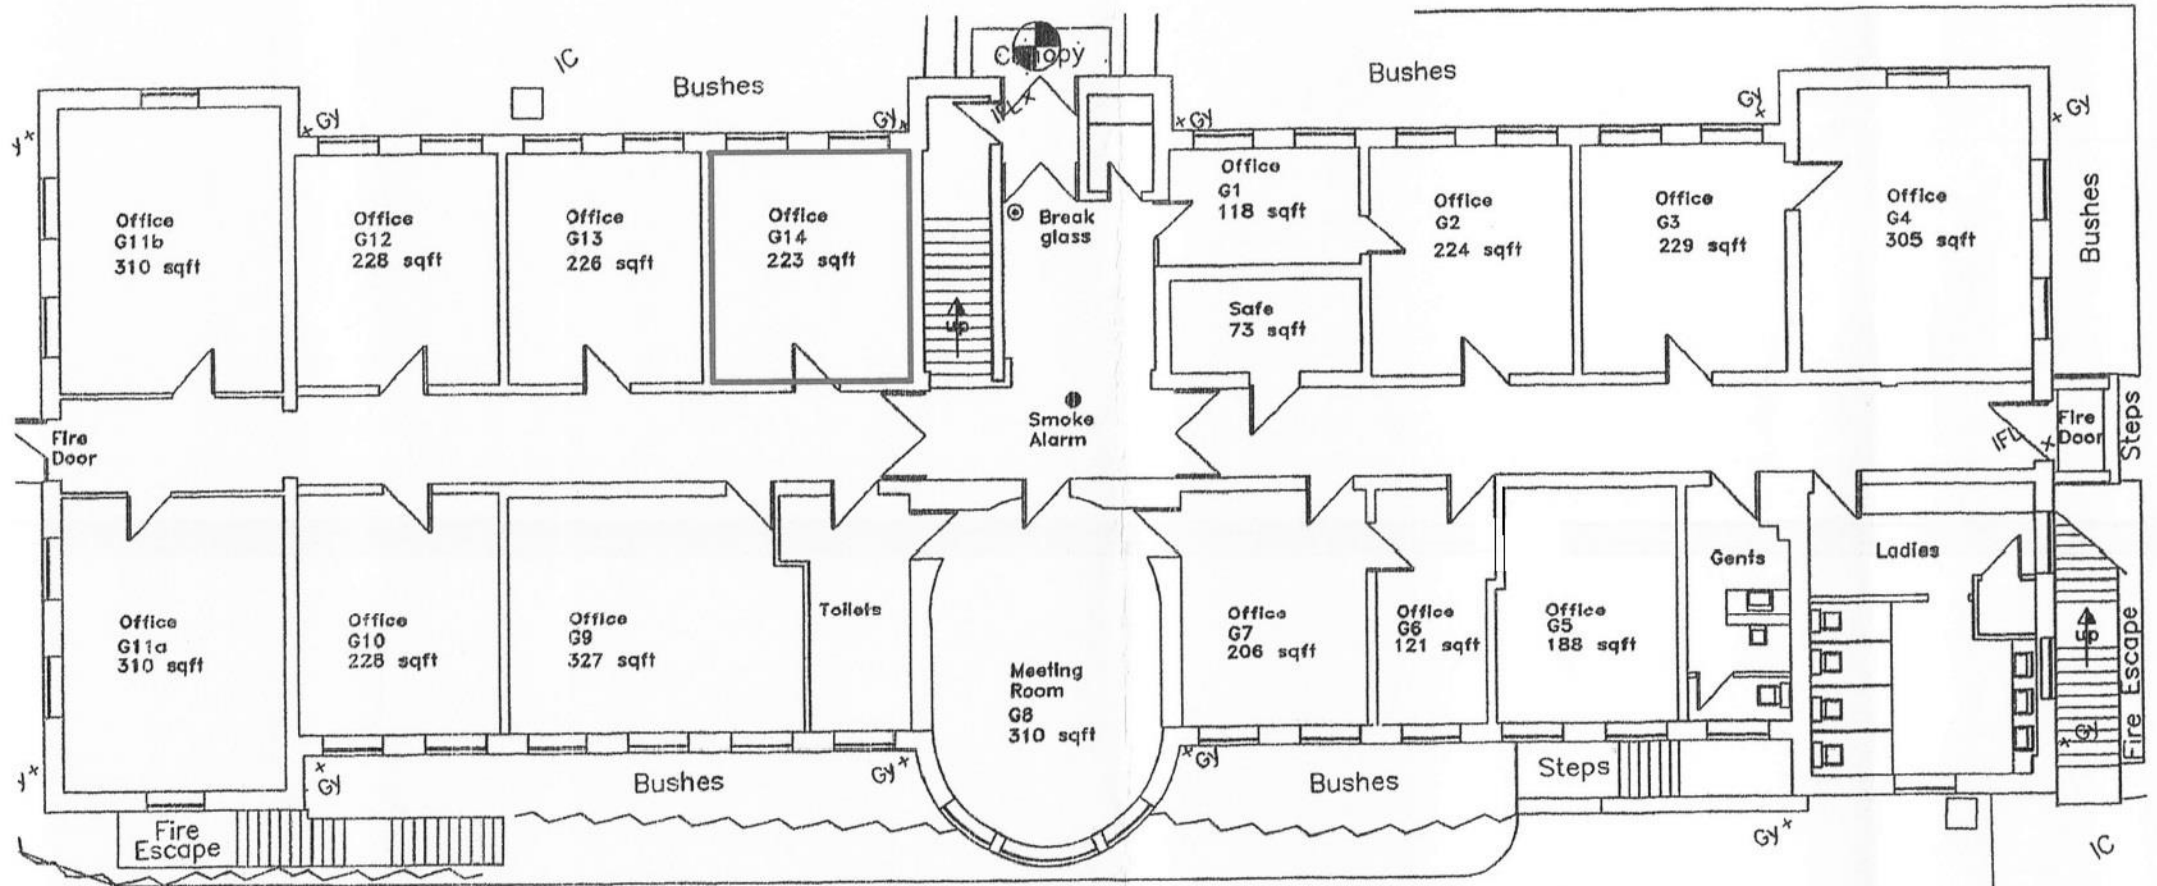 IC
Canopy
Bushes
Bushes
IFL x
x Gy
Gy x
x Gy
Gy x
x Gy
y x
Office
G11b
310 sqft
Office
G12
228 sqft
Office
G13
226 sqft
Office
G14
223 sqft
up
Break
glass
Office
G1
118 sqft
Safe
73 sqft
Office
G2
224 sqft
Office
G3
229 sqft
Office
G4
305 sqft
Bushes
Fire
Door
Smoke
Alarm
IFL x
Fire
Door
Steps
Office
G11a
310 sqft
Office
G10
228 sqft
Office
G9
327 sqft
Toilets
Meeting
Room
G8
310 sqft
Office
G7
206 sqft
Office
G6
121 sqft
Office
G5
188 sqft
Gents
Ladies
up
Fire Escape
x Gy
y x
x Gy
Bushes
Gy x
x Gy
Bushes
Steps
Fire
Escape
Gy x
IC